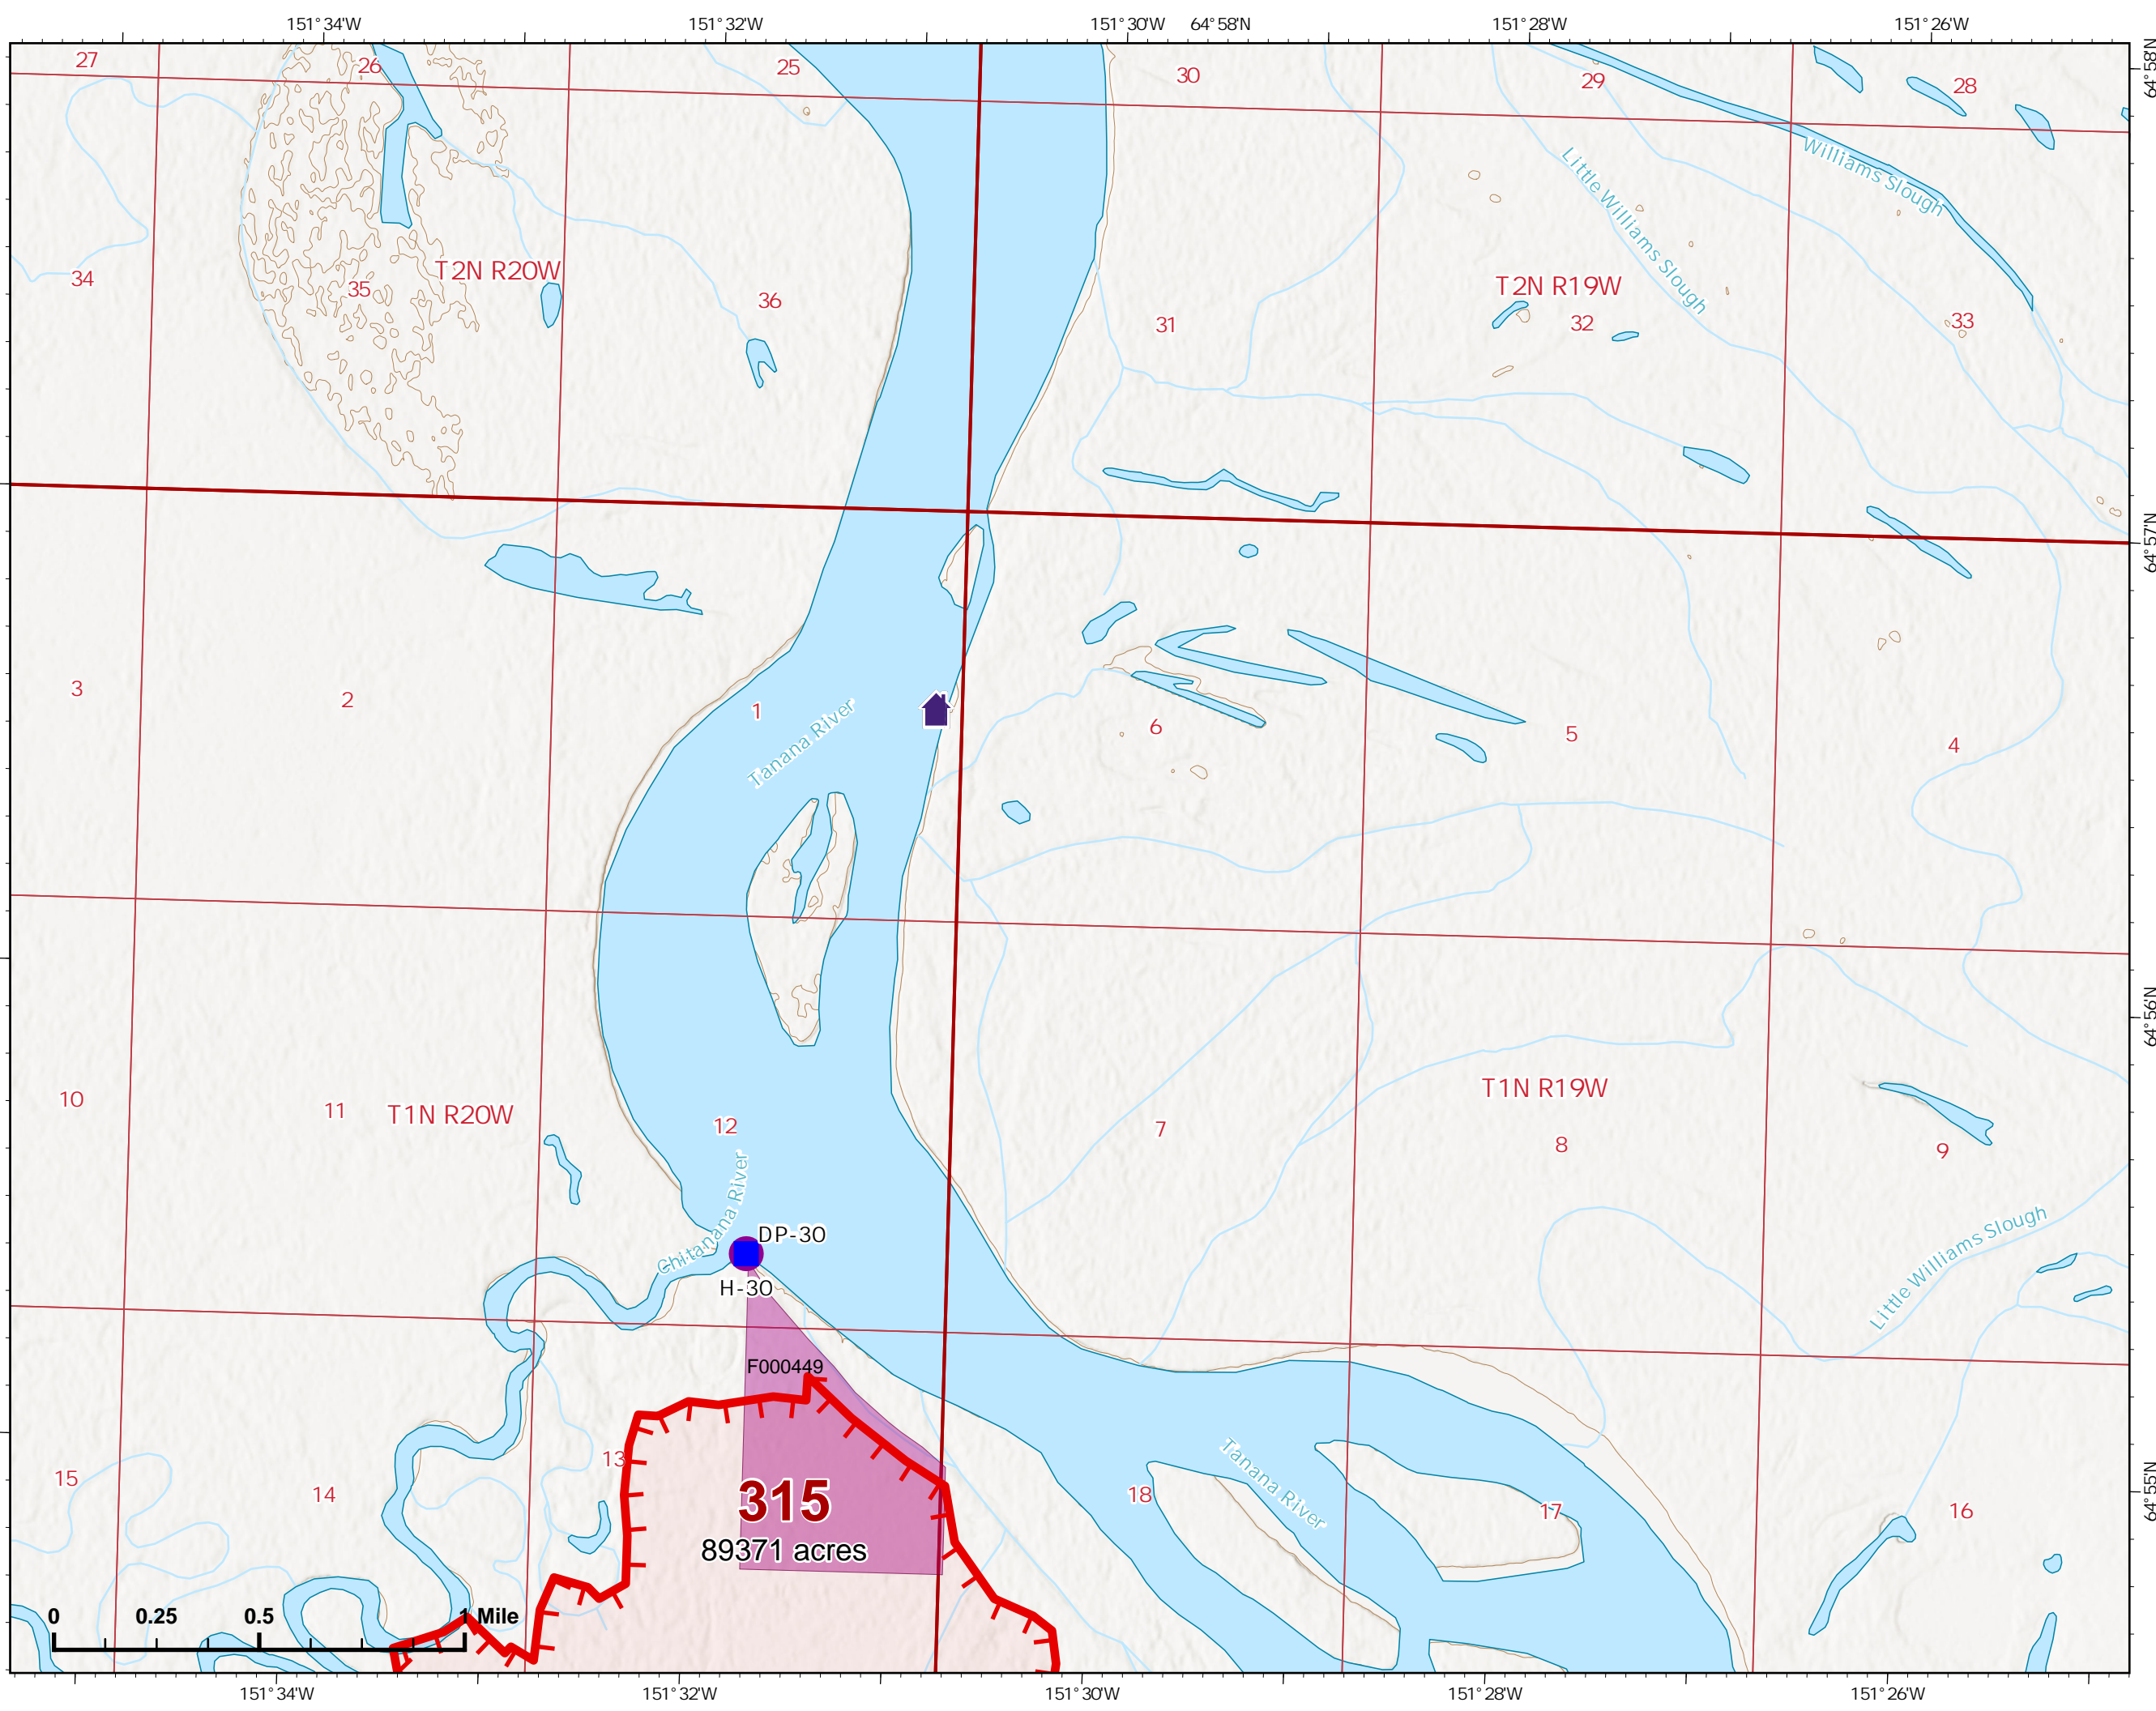 151°34'W
151°32'W
151°30'W
64°58'N
151°28'W
151°26'W
27
26
25
30
29
28
64°58'N
Williams Slough
Little Williams Slough
34
35
T2N R20W
36
31
T2N R19W
32
33
64°57'N
3
2
1
Tanana River
6
5
4
64°56'N
10
11
T1N R20W
12
7
T1N R19W
8
9
Chitanana River
DP-30
H-30
Little Williams Slough
F000449
13
15
14
315
89371 acres
18
Tanana River
17
16
64°55'N
0
0.25
0.5
1 Mile
151°34'W
151°32'W
151°30'W
151°28'W
151°26'W